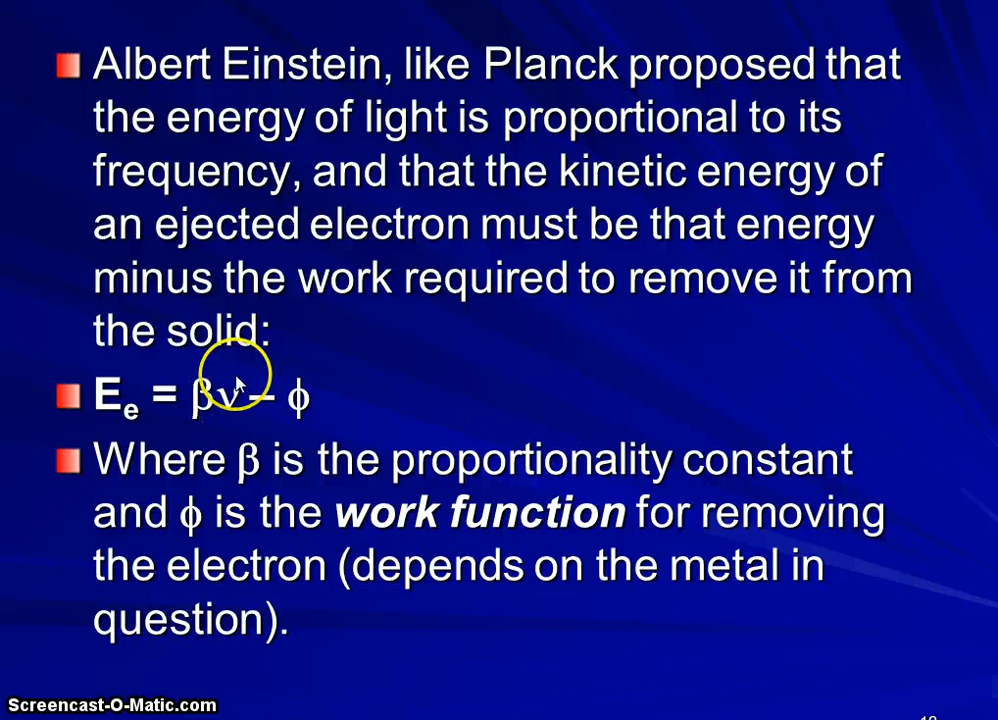 Albert Einstein, like Planck proposed that
the energy of light is proportional to its
frequency, and that the kinetic energy of
an ejected electron must be that energy
minus the work required to remove it from
the solid:
Eₑ = βν – ϕ
Where β is the proportionality constant
and ϕ is the work function for removing
the electron (depends on the metal in
question).
Screencast-O-Matic.com